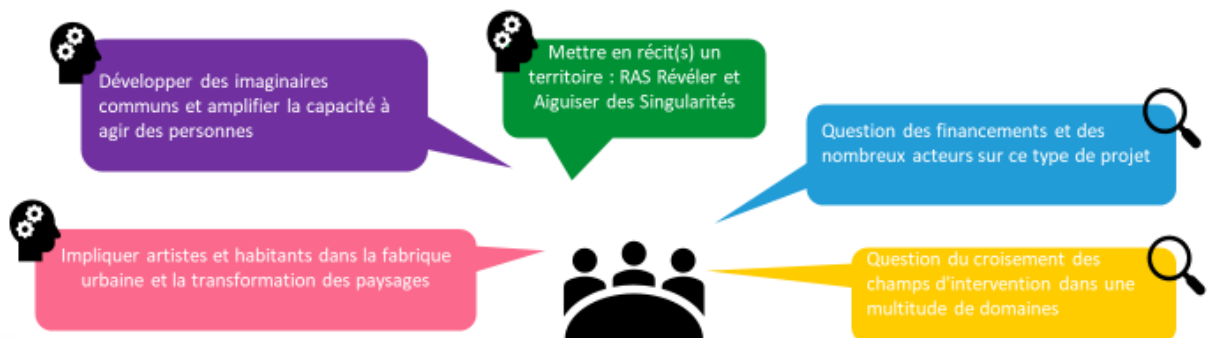 Développer des imaginaires
communs et amplifier la capacité à
agir des personnes
Mettre en récit(s) un
territoire : RAS Révéler et
Aiguiser des Singularités
Question des financements et des
nombreux acteurs sur ce type de projet
Impliquer artistes et habitants dans la fabrique
urbaine et la transformation des paysages
Question du croisement des
champs d'intervention dans une
multitude de domaines